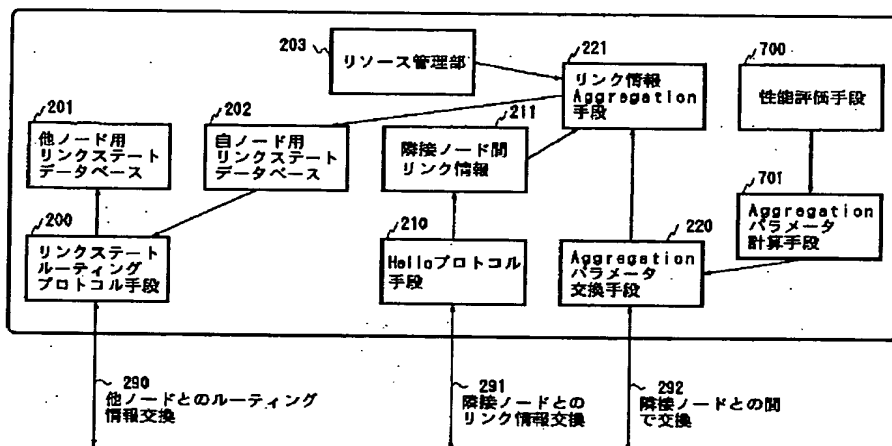 203
リソース管理部
221
リンク情報
Aggregation
手段
700
性能評価手段
201
他ノード用
リンクステート
データベース
202
自ノード用
リンクステート
データベース
211
隣接ノード間
リンク情報
701
Aggregation
パラメータ
計算手段
200
リンクステート
ルーティング
プロトコル手段
210
Helloプロトコル
手段
220
Aggregation
パラメータ
交換手段
290
他ノードとのルーティング
情報交換
291
隣接ノードとの
リンク情報交換
292
隣接ノードとの間
で交換